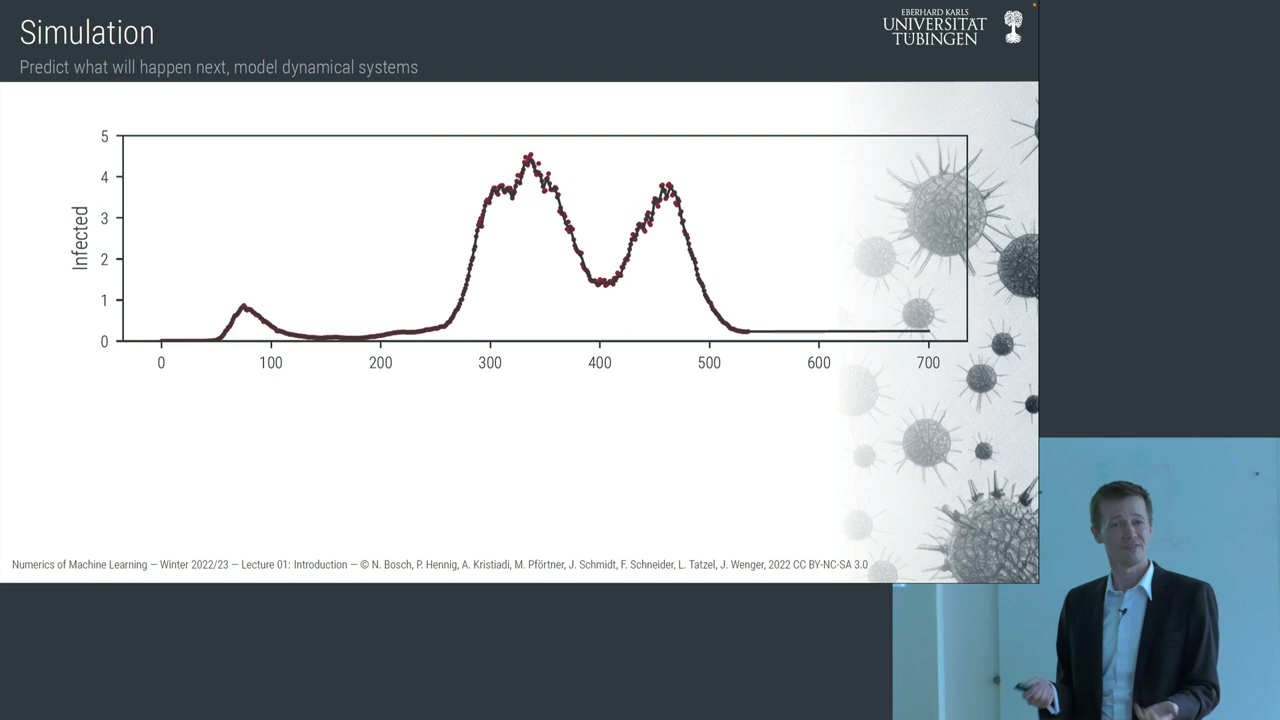 Simulation
Predict what will happen next, model dynamical systems
EBERHARD KARLS
UNIVERSITÄT
TÜBINGEN
5
4
3
2
1
0
Infected
0 100 200 300 400 500 600 700
Numerics of Machine Learning — Winter 2022/23 — Lecture 01: Introduction — © N. Bosch, P. Hennig, A. Kristiadi, M. Pförtner, J. Schmidt, F. Schneider, L. Tatzel, J. Wenger, 2022 CC BY-NC-SA 3.0